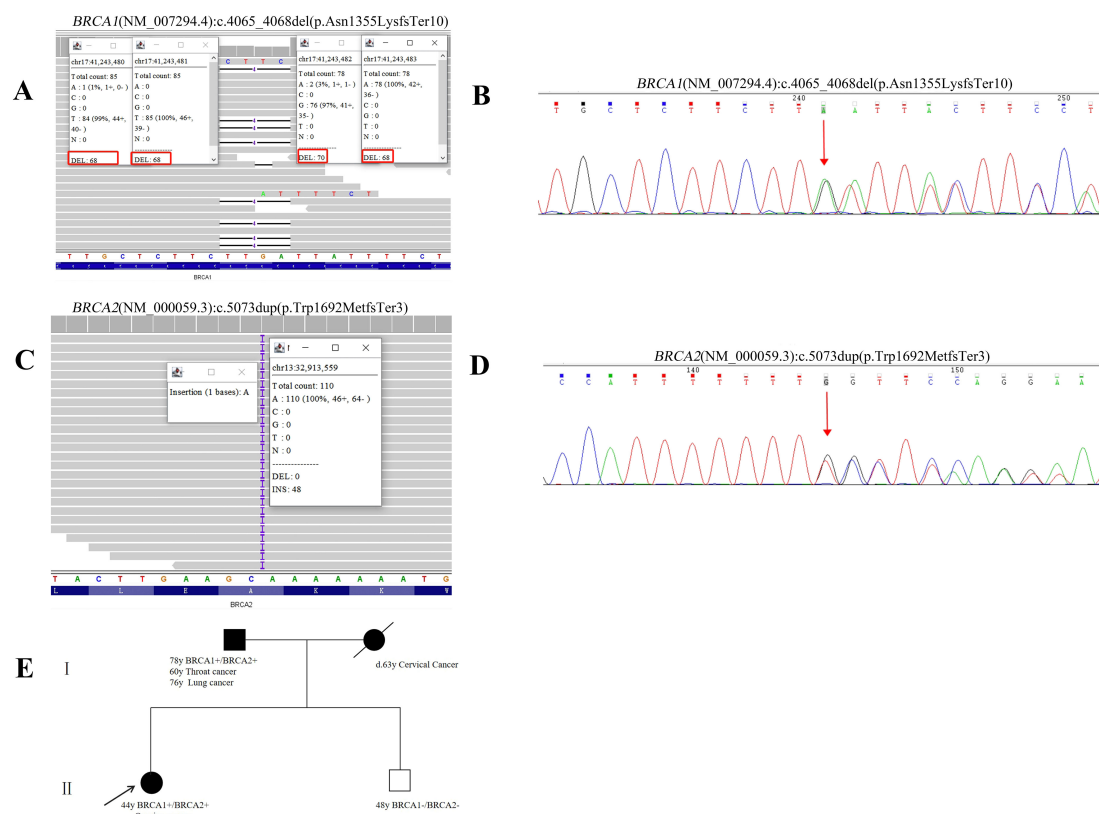 A
BRCA1(NM_007294.4):c.4065_4068del(p.Asn1355LysfsTer10)
chr17:41,243,480
Total count: 85
A : 1 (1%, 1+, 0- )
C : 0
G : 0
T : 84 (99%, 44+,
40- )
N : 0
DEL: 68
chr17:41,243,481
Total count: 85
A : 0
C : 0
G : 0
T : 85 (100%, 46+,
39- )
N : 0
---------------
DEL: 68
C T T C
chr17:41,243,482
Total count: 78
A : 2 (3%, 1+, 1- )
C : 0
G : 76 (97%, 41+,
35- )
T : 0
N : 0
---------------
DEL: 70
chr17:41,243,483
Total count: 78
A : 78 (100%, 42+,
36- )
C : 0
G : 0
T : 0
N : 0
---------------
DEL: 68
A T T T T C T
T T G C T C T T C T T G A T T A T T T T C T
BRCA1
B
BRCA1(NM_007294.4):c.4065_4068del(p.Asn1355LysfsTer10)
240 250
T G C T C T T C T T A A T T A C T T C C T
C
BRCA2(NM_000059.3):c.5073dup(p.Trp1692MetfsTer3)
Insertion (1 bases): A
chr13:32,913,559
Total count: 110
A : 110 (100%, 46+, 64- )
C : 0
G : 0
T : 0
N : 0
---------------
DEL: 0
INS: 48
T A C T T G A A G C A A A A A A T G
L L E A K K W
BRCA2
D
BRCA2(NM_000059.3):c.5073dup(p.Trp1692MetfsTer3)
140 150
C C A T T T T T T T G G T T C C A G G A A
E
I
78y BRCA1+/BRCA2+
60y Throat cancer
76y Lung cancer
d.63y Cervical Cancer
II
44y BRCA1+/BRCA2+
48y BRCA1-/BRCA2-